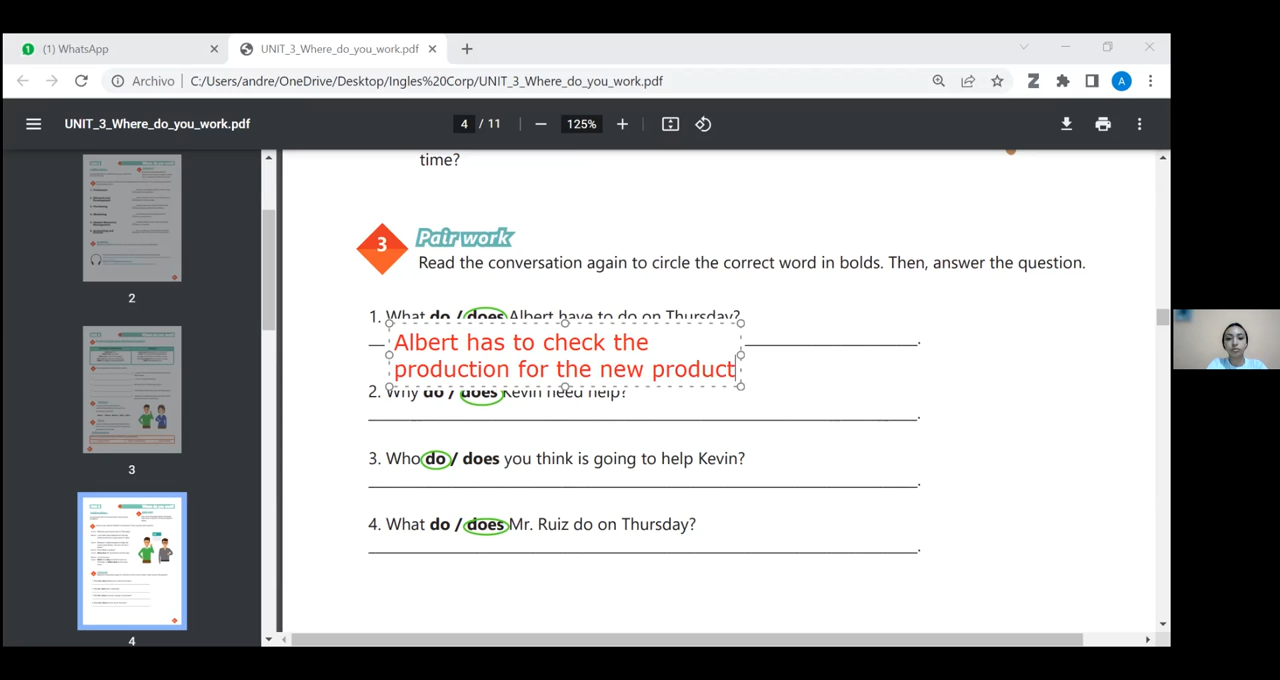 (1) WhatsApp
UNIT_3_Where_do_you_work.pdf
Archivo
C:/Users/andre/OneDrive/Desktop/Ingles%20Corp/UNIT_3_Where_do_you_work.pdf
A
UNIT_3_Where_do_you_work.pdf
4 / 11
125%
2
3
4
time?
3
Pair work
Read the conversation again to circle the correct word in bolds. Then, answer the question.
1. What do / does Albert have to do on Thursday?
Albert has to check the
production for the new product
2. Why do / does Kevin need help?
3. Who do / does you think is going to help Kevin?
4. What do / does Mr. Ruiz do on Thursday?